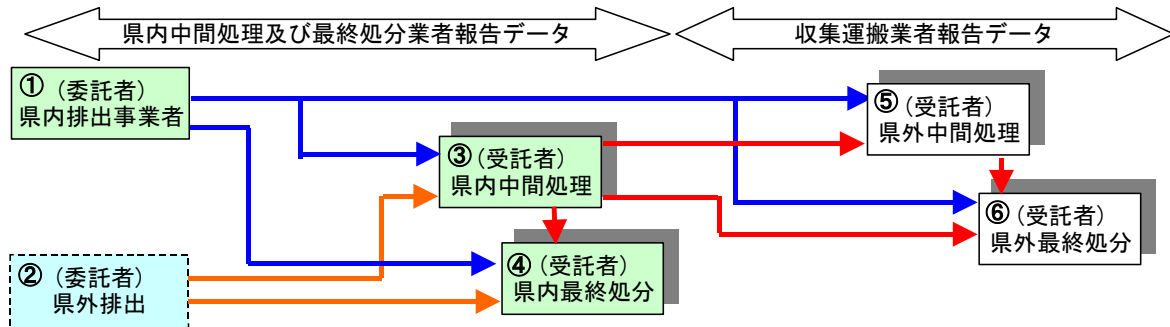 県内中間処理及び最終処分業者報告データ
収集運搬業者報告データ
① (委託者)
県内排出事業者
⑤ (受託者)
県外中間処理
③ (受託者)
県内中間処理
⑥ (受託者)
県外最終処分
④ (受託者)
県内最終処分
② (委託者)
県外排出